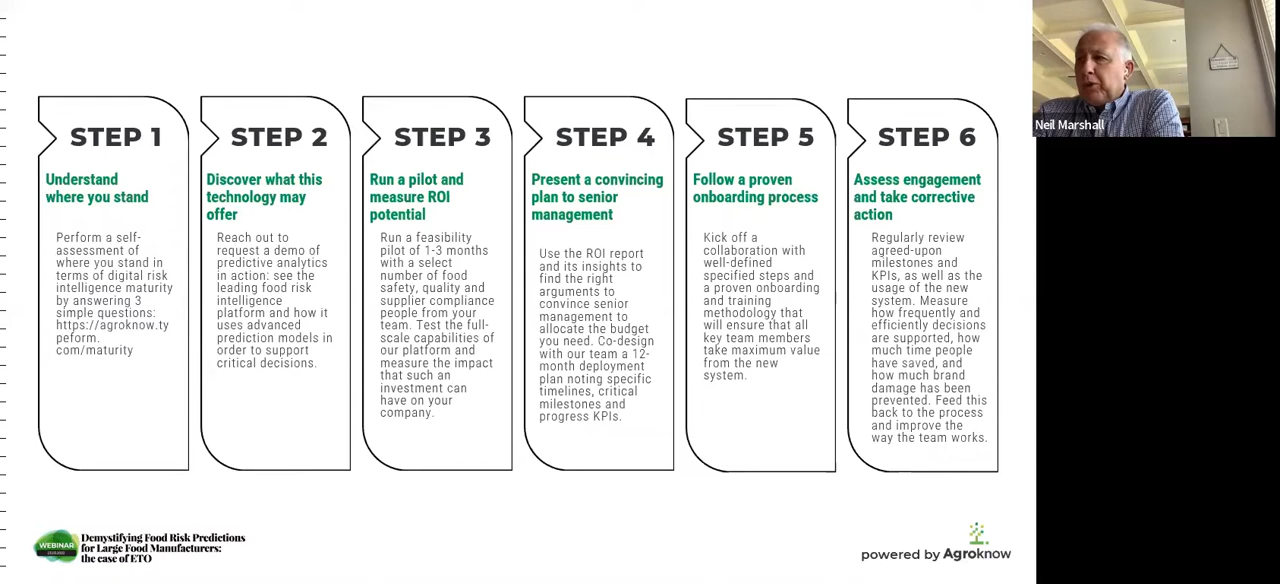 STEP 1
Understand
where you stand
Perform a self-
assessment of
where you stand in
terms of digital risk
intelligence maturity
by answering 3
simple questions:
https://agroknow.ty
peform.
com/maturity
STEP 2
Discover what this
technology may
offer
Reach out to
request a demo of
predictive analytics
in action: see the
leading food risk
intelligence
platform and how it
uses advanced
prediction models in
order to support
critical decisions.
STEP 3
Run a pilot and
measure ROI
potential
Run a feasibility
pilot of 1-3 months
with a select
number of food
safety, quality and
supplier compliance
people from your
team. Test the full-
scale capabilities of
our platform and
measure the impact
that such an
investment can
have on your
company.
STEP 4
Present a convincing
plan to senior
management
Use the ROI report
and its insights to
find the right
arguments to
convince senior
management to
allocate the budget
you need. Co-design
with our team a 12-
month deployment
plan noting specific
timelines, critical
milestones and
progress KPIs.
STEP 5
Follow a proven
onboarding process
Kick off a
collaboration with
well-defined
specified steps and
a proven onboarding
and training
methodology that
will ensure that all
key team members
take maximum value
from the new
system.
STEP 6
Assess engagement
and take corrective
action
Regularly review
agreed-upon
milestones and
KPIs, as well as the
usage of the new
system. Measure
how frequently and
efficiently decisions
are supported, how
much time people
have saved, and
how much brand
damage has been
prevented. Feed this
back to the process
and improve the
way the team works.
Neil Marshall
WEBINAR
Demystifying Food Risk Predictions
for Large Food Manufacturers:
the case of ETO
powered by Agroknow